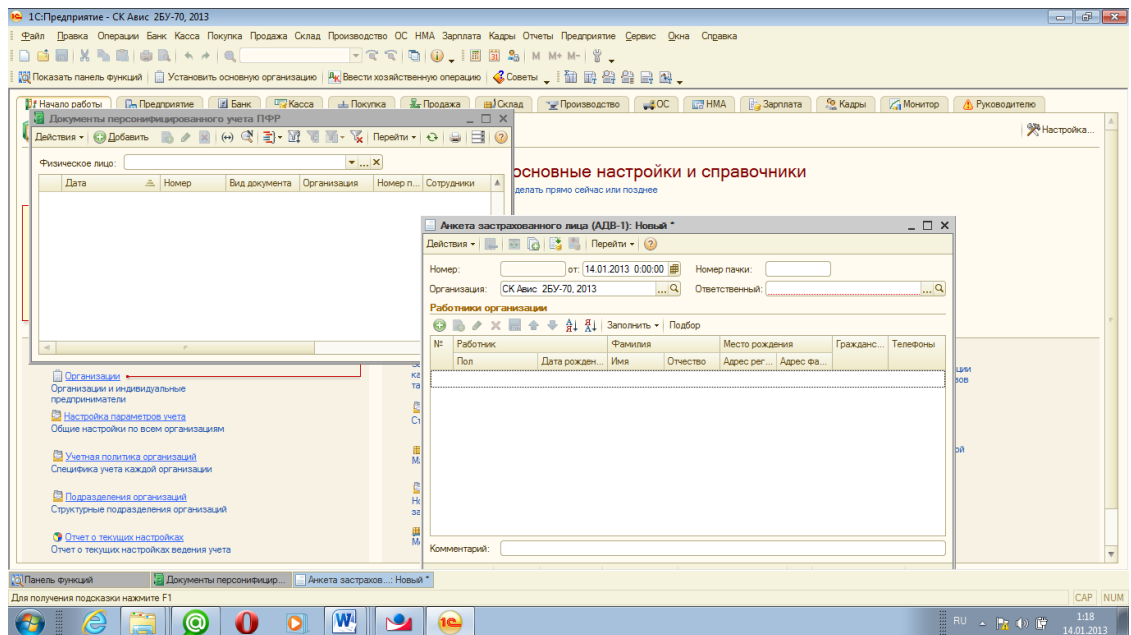 1С:Предприятие - СК Авис 2БУ-70, 2013
Файл Правка Операции Банк Касса Покупка Продажа Склад Производство ОС НМА Зарплата Кадры Отчеты Предприятие Сервис Окна Справка
M M+ M-
Показать панель функций Установить основную организацию Ввести хозяйственную операцию Советы
Начало работы Предприятие Банк Касса Покупка Продажа Склад Производство ОС НМА Зарплата Кадры Монитор Руководителю
Документы персонифицированного учета ПФР
Настройка...
Действия Добавить Перейти
Физическое лицо:
Дата Номер Вид документа Организация Номер п... Сотрудники
основные настройки и справочники
делать прямо сейчас или позднее
Анкета застрахованного лица (АДВ-1): Новый *
Действия Перейти
Номер: от: 14.01.2013 0:00:00 Номер пачки:
Организация: СК Авис 2БУ-70, 2013 Ответственный:
Работники организации
Заполнить Подбор
№ Работник Фамилия Место рождения Гражданс... Телефоны
Пол Дата рожден... Имя Отчество Адрес рег... Адрес фа...
Организации
Организации и индивидуальные
предприниматели
Настройка параметров учета
Общие настройки по всем организациям
Учетная политика организаций
Специфика учета каждой организации
Подразделения организаций
Структурные подразделения организаций
Отчет о текущих настройках
Отчет о текущих настройках ведения учета
Комментарий:
Панель функций Документы персонифицир... Анкета застрахов...: Новый *
Для получения подсказки нажмите F1 CAP NUM
RU 1:18
14.01.2013